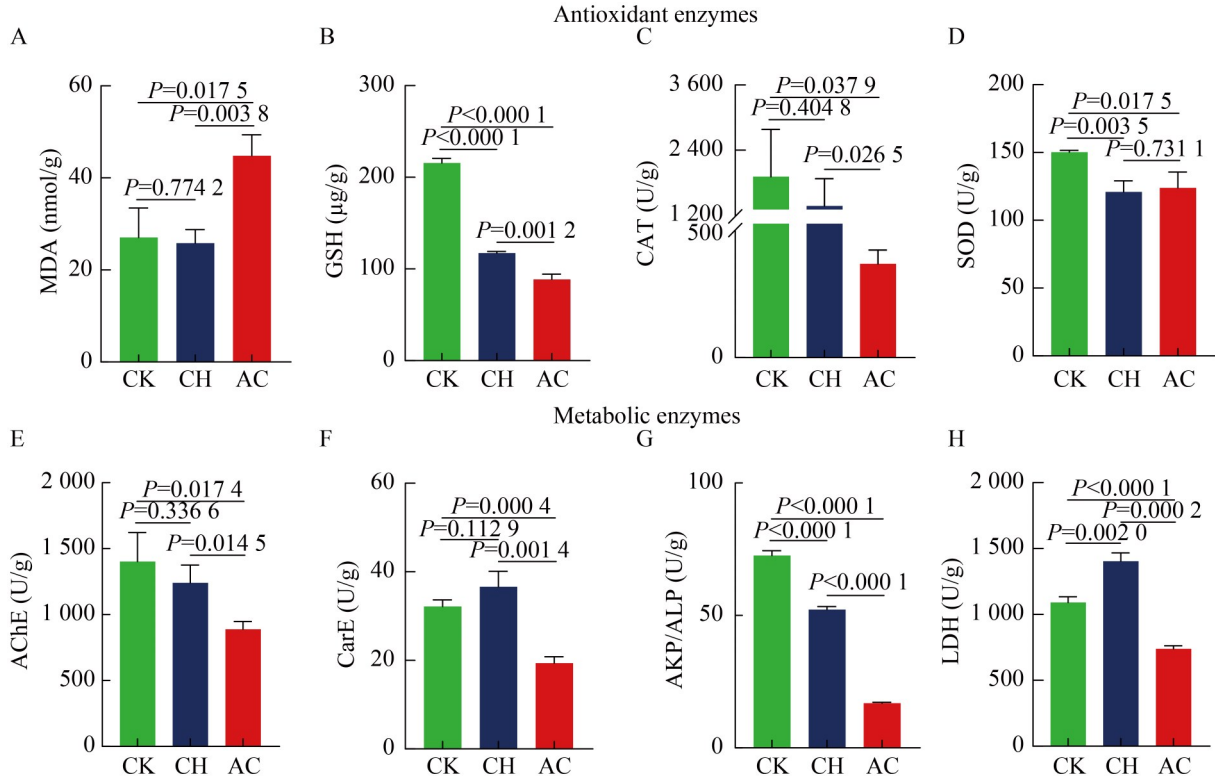 Antioxidant enzymes
A
MDA (nmol/g)
60
40
20
0
P=0.017 5
P=0.003 8
P=0.774 2
CK CH AC
B
GSH (μg/g)
300
200
100
0
P<0.000 1
P<0.000 1
P=0.001 2
CK CH AC
C
CAT (U/g)
3 600
2 400
1 200
500
0
P=0.037 9
P=0.404 8
P=0.026 5
CK CH AC
D
SOD (U/g)
200
150
100
50
0
P=0.017 5
P=0.003 5
P=0.731 1
CK CH AC
Metabolic enzymes
E
AChE (U/g)
2 000
1 500
1 000
500
0
P=0.017 4
P=0.336 6
P=0.014 5
CK CH AC
F
CarE (U/g)
60
40
20
0
P=0.000 4
P=0.112 9
P=0.001 4
CK CH AC
G
AKP/ALP (U/g)
100
50
0
P<0.000 1
P<0.000 1
P<0.000 1
CK CH AC
H
LDH (U/g)
2 000
1 500
1 000
500
0
P<0.000 1
P=0.000 2
P=0.002 0
CK CH AC